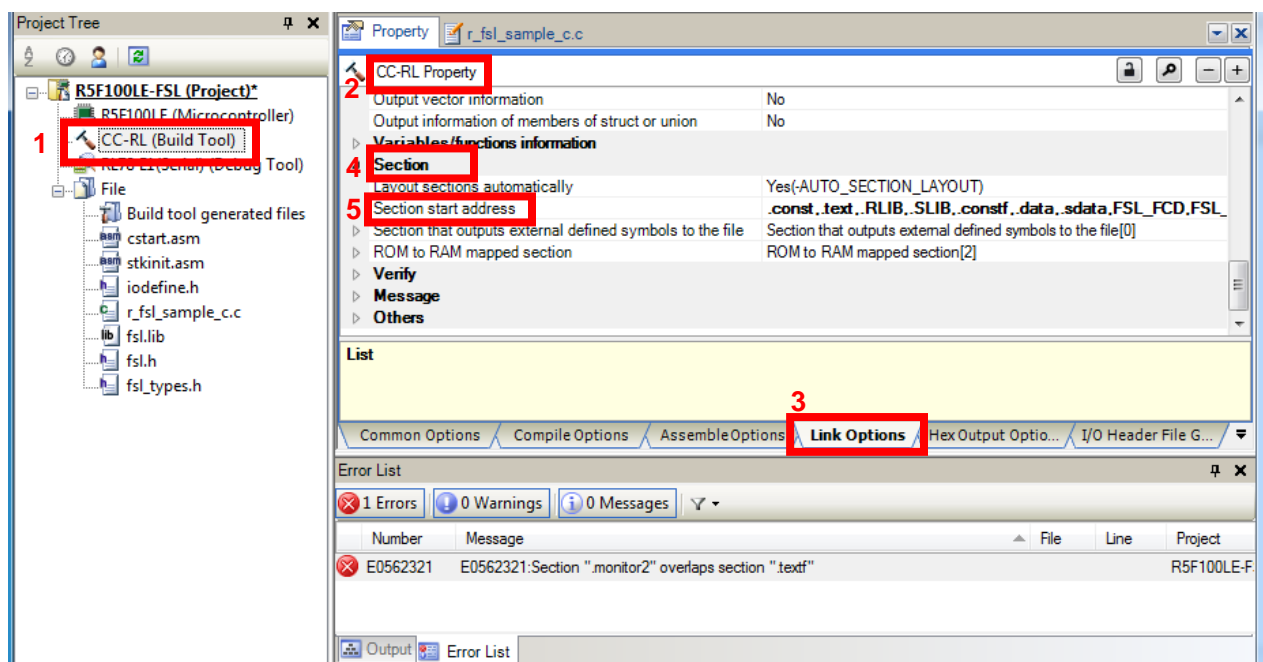 Project Tree
R5F100LE-FSL (Project)*
R5F100LE (Microcontroller)
1
CC-RL (Build Tool)
RL78 E1(Serial) (Debug Tool)
File
Build tool generated files
cstart.asm
stkinit.asm
iodefine.h
r_fsl_sample_c.c
fsl.lib
fsl.h
fsl_types.h
Property r_fsl_sample_c.c
2 CC-RL Property
Output vector information No
Output information of members of struct or union No
Variables/functions information
4 Section
Layout sections automatically Yes(-AUTO_SECTION_LAYOUT)
5 Section start address .const,.text,.RLIB,.SLIB,.constf,.data,.sdata,FSL_FCD,FSL_
Section that outputs external defined symbols to the file Section that outputs external defined symbols to the file[0]
ROM to RAM mapped section ROM to RAM mapped section[2]
Verify
Message
Others
List
3
Common Options Compile Options Assemble Options Link Options Hex Output Optio... I/O Header File G...
Error List
1 Errors 0 Warnings 0 Messages
Number Message File Line Project
E0562321 E0562321:Section ".monitor2" overlaps section ".textf" R5F100LE-F
Output Error List